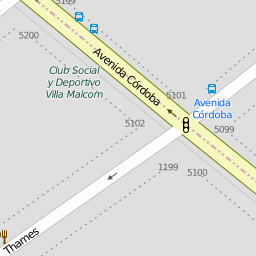 5199
5200
Avenida Córdoba
Club Social
y Deportivo
Villa Malcom
5101
Avenida
Córdoba
5102
5099
1199
5100
Thames